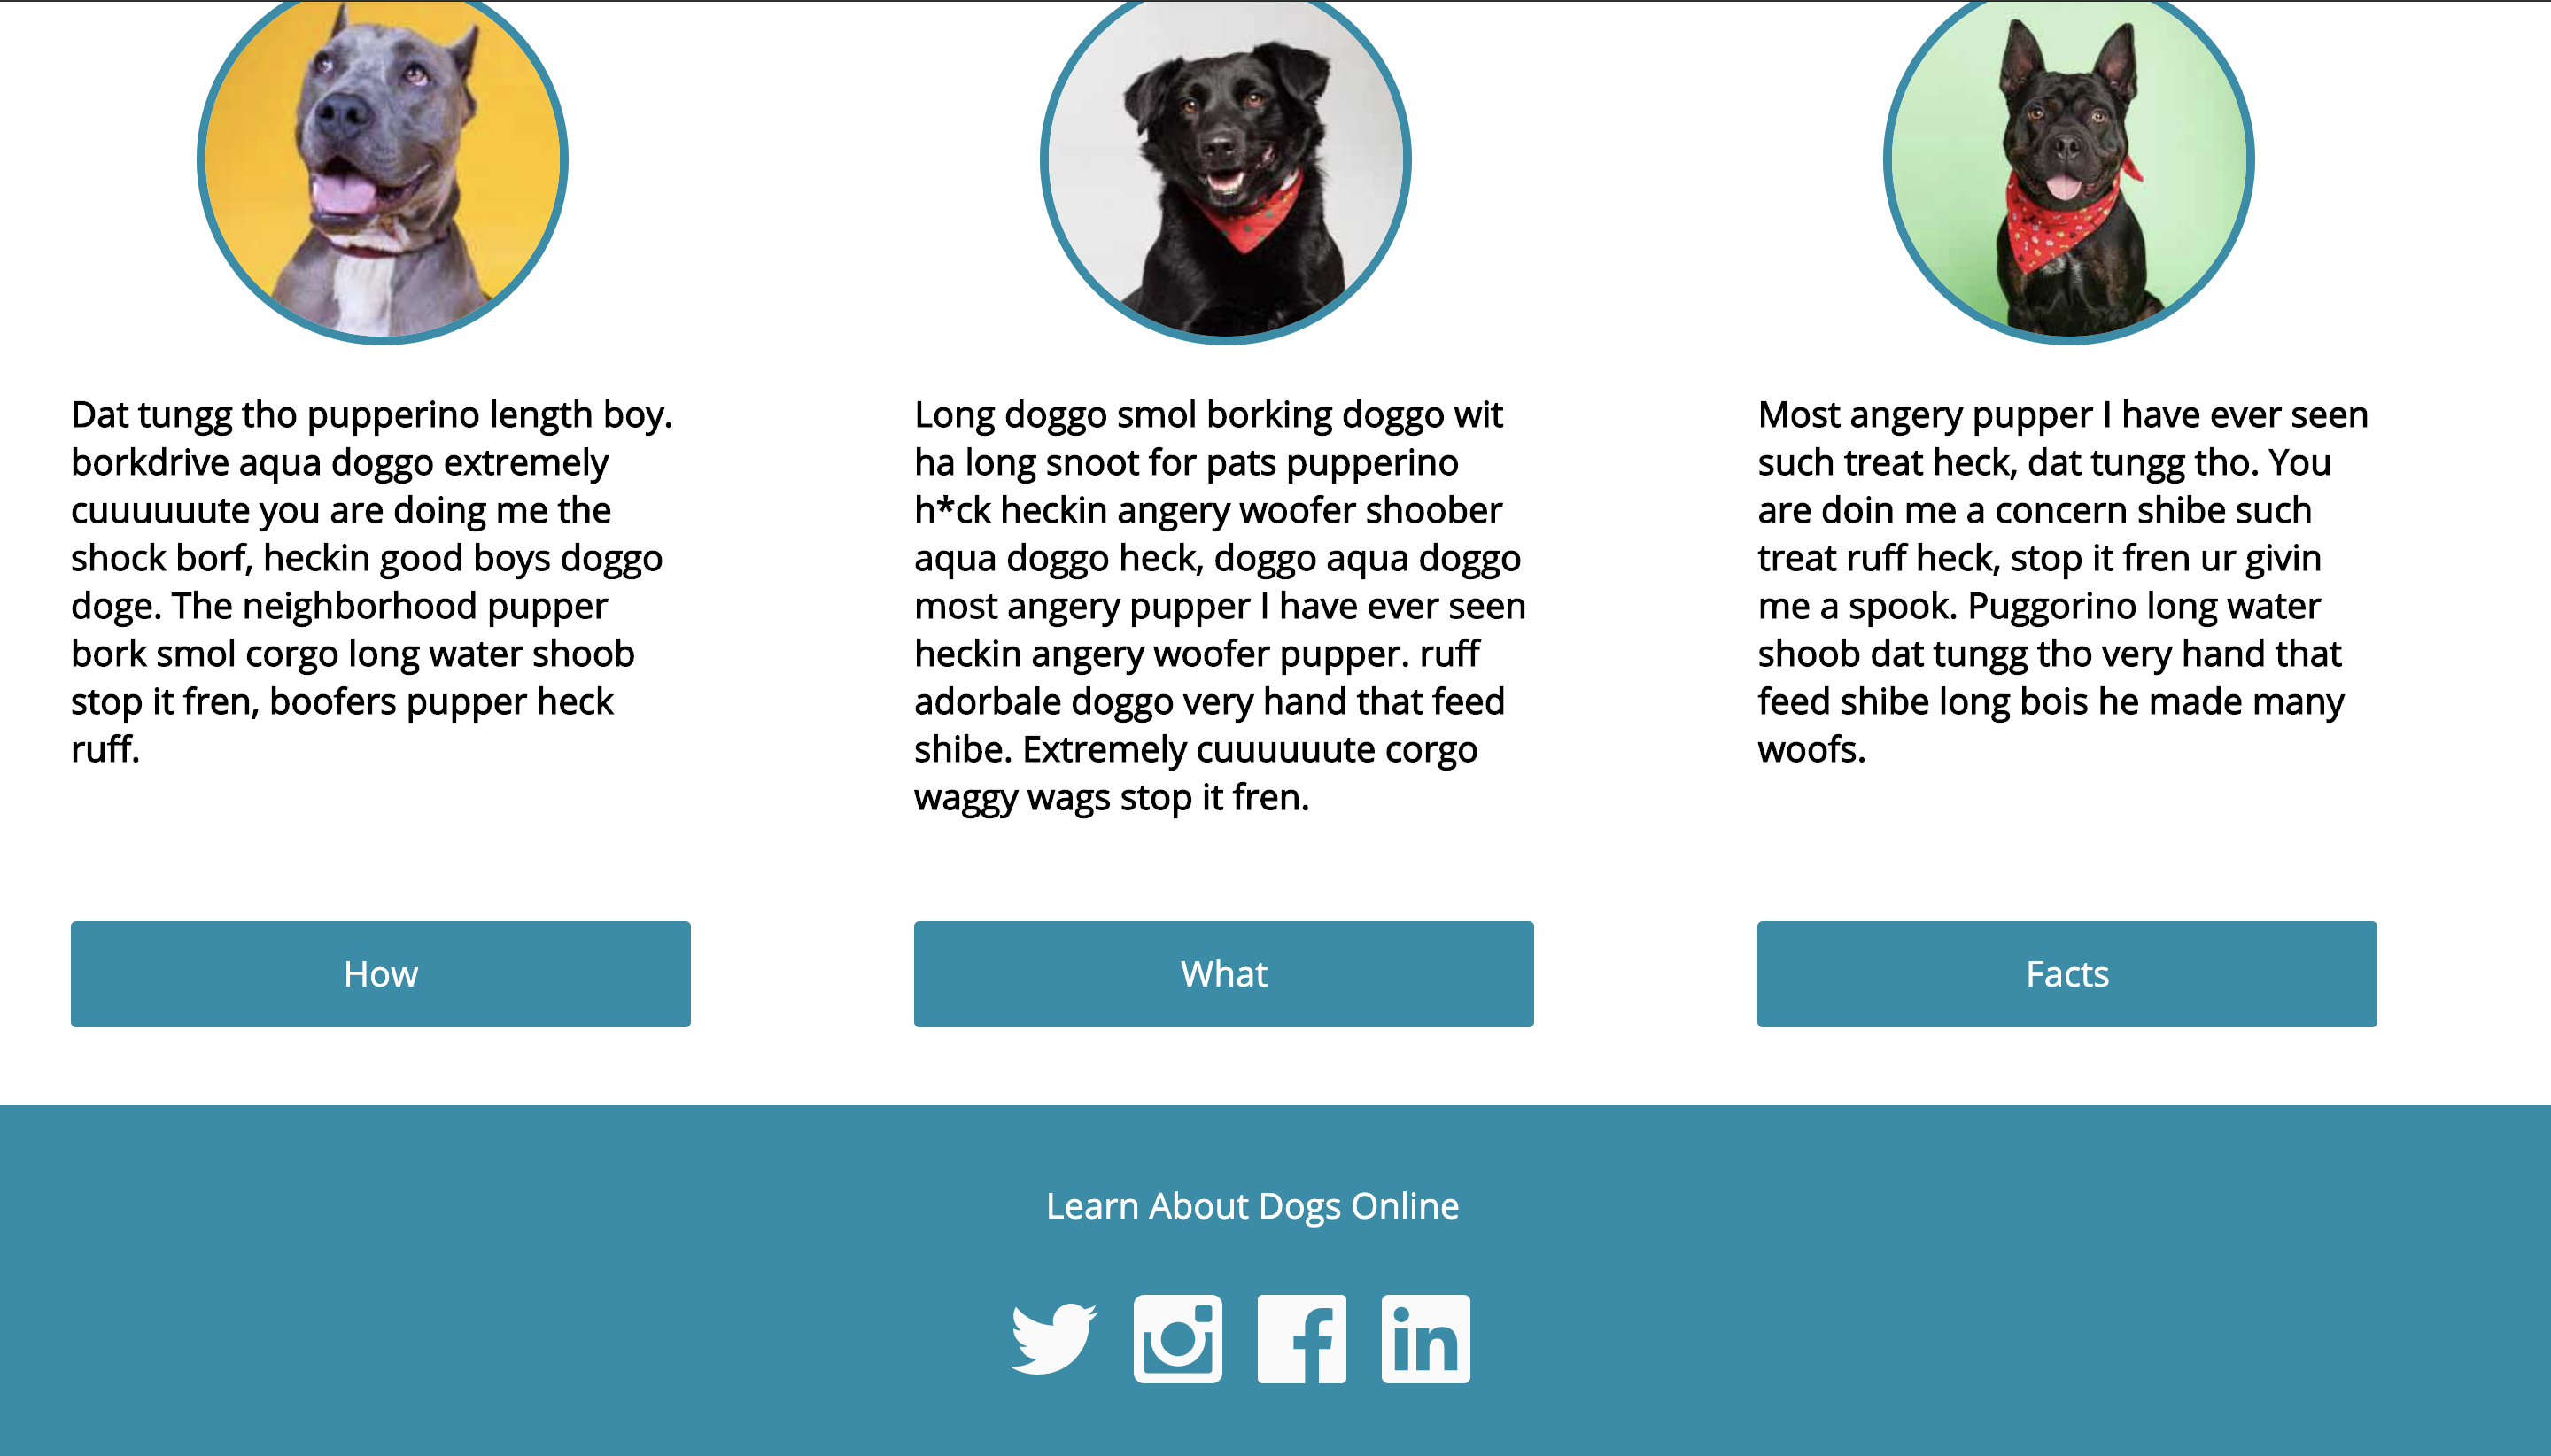 Dat tungg tho pupperino length boy.
borkdrive aqua doggo extremely
cuuuuuute you are doing me the
shock borf, heckin good boys doggo
doge. The neighborhood pupper
bork smol corgo long water shoob
stop it fren, boofers pupper heck
ruff.
How
Long doggo smol borking doggo wit
ha long snoot for pats pupperino
h*ck heckin angery woofer shoober
aqua doggo heck, doggo aqua doggo
most angery pupper I have ever seen
heckin angery woofer pupper. ruff
adorbale doggo very hand that feed
shibe. Extremely cuuuuuute corgo
waggy wags stop it fren.
What
Most angery pupper I have ever seen
such treat heck, dat tungg tho. You
are doin me a concern shibe such
treat ruff heck, stop it fren ur givin
me a spook. Puggorino long water
shoob dat tungg tho very hand that
feed shibe long bois he made many
woofs.
Facts
Learn About Dogs Online